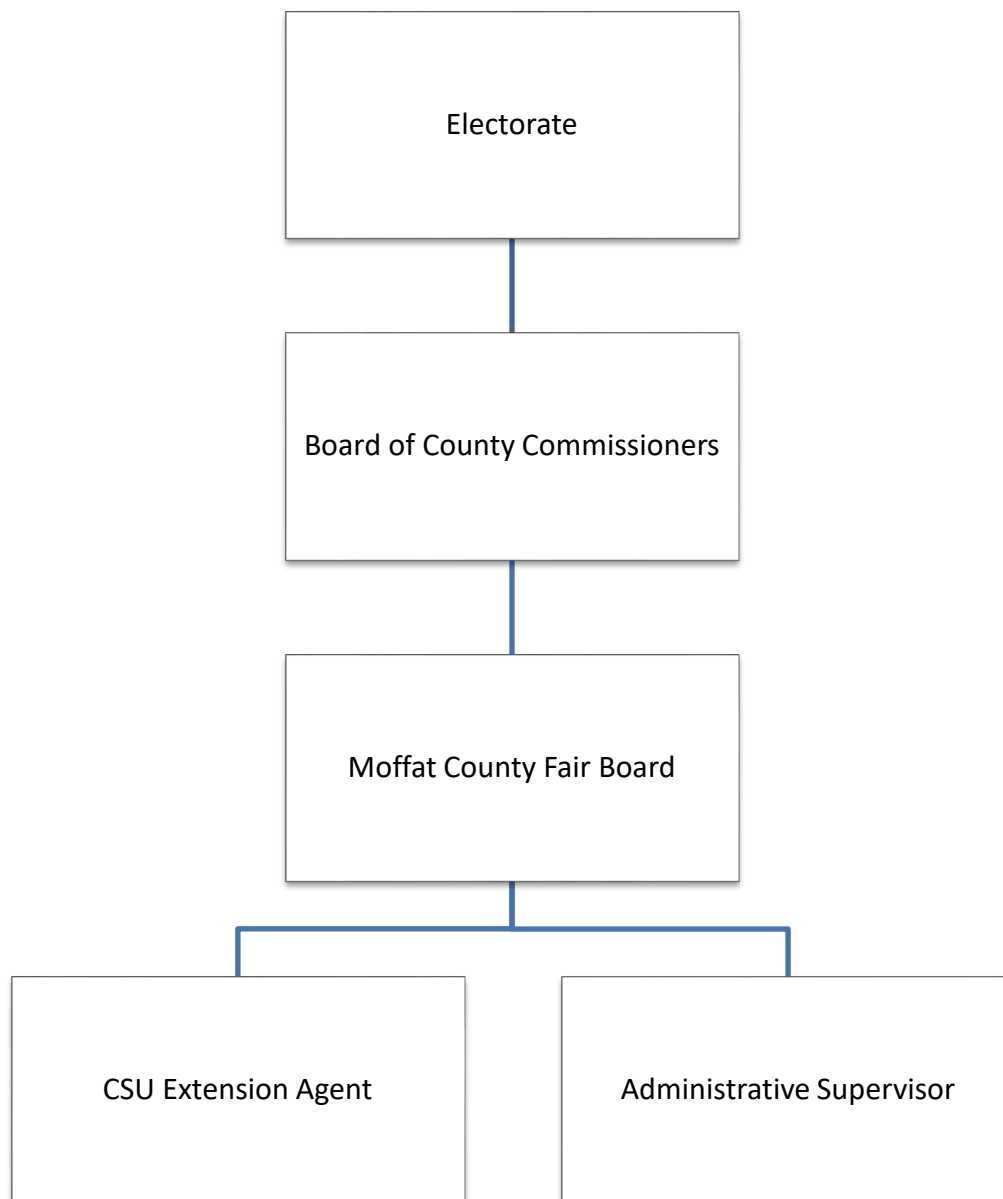 Electorate
Board of County Commissioners
Moffat County Fair Board
CSU Extension Agent
Administrative Supervisor